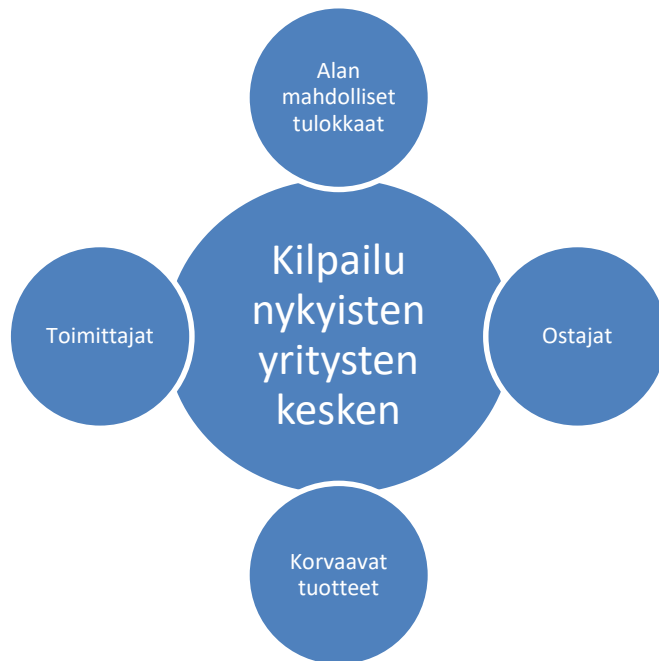 Alan
mahdolliset
tulokkaat
Kilpailu
nykyisten
yritysten
kesken
Toimittajat
Ostajat
Korvaavat
tuotteet